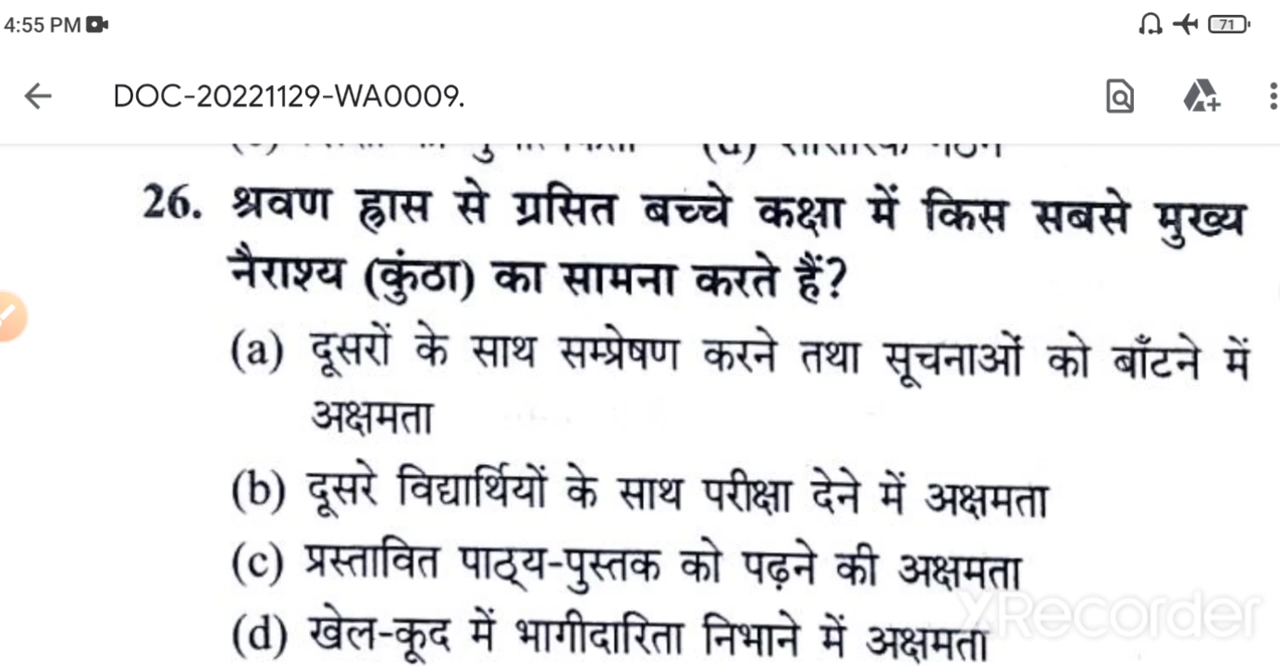 4:55 PM
71
DOC-20221129-WA0009.
26. श्रवण ह्रास से ग्रसित बच्चे कक्षा में किस सबसे मुख्य
नैराश्य (कुंठा) का सामना करते हैं?
(a) दूसरों के साथ सम्प्रेषण करने तथा सूचनाओं को बाँटने में
अक्षमता
(b) दूसरे विद्यार्थियों के साथ परीक्षा देने में अक्षमता
(c) प्रस्तावित पाठ्य-पुस्तक को पढ़ने की अक्षमता
(d) खेल-कूद में भागीदारिता निभाने में अक्षमता
XRecorder